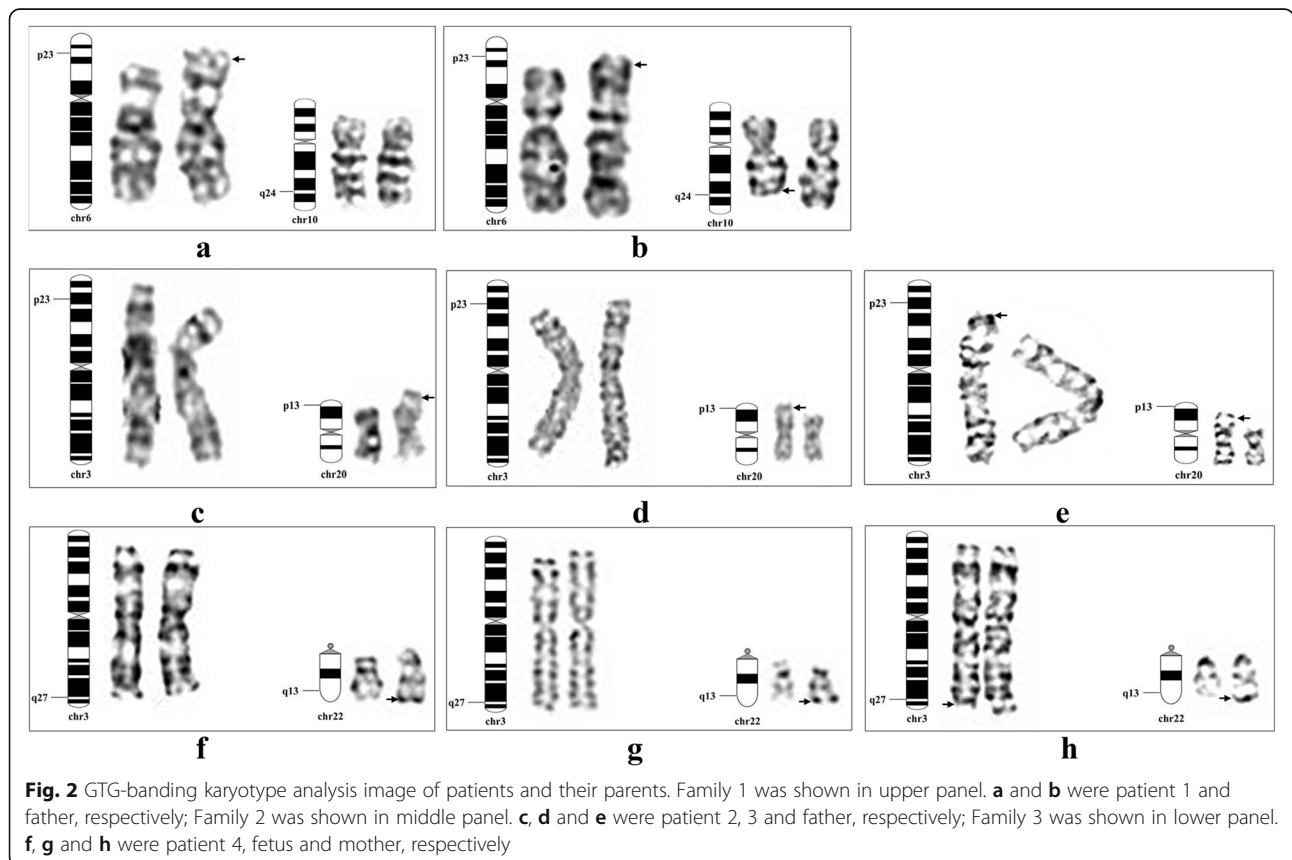 p23
chr6
q24
chr10
a
p23
chr6
q24
chr10
b
p23
chr3
p13
chr20
c
p23
chr3
p13
chr20
d
p23
chr3
p13
chr20
e
q27
chr3
q13
chr22
f
q27
chr3
q13
chr22
g
q27
chr3
q13
chr22
h
Fig. 2 GTG-banding karyotype analysis image of patients and their parents. Family 1 was shown in upper panel. a and b were patient 1 and
father, respectively; Family 2 was shown in middle panel. c, d and e were patient 2, 3 and father, respectively; Family 3 was shown in lower panel.
f, g and h were patient 4, fetus and mother, respectively